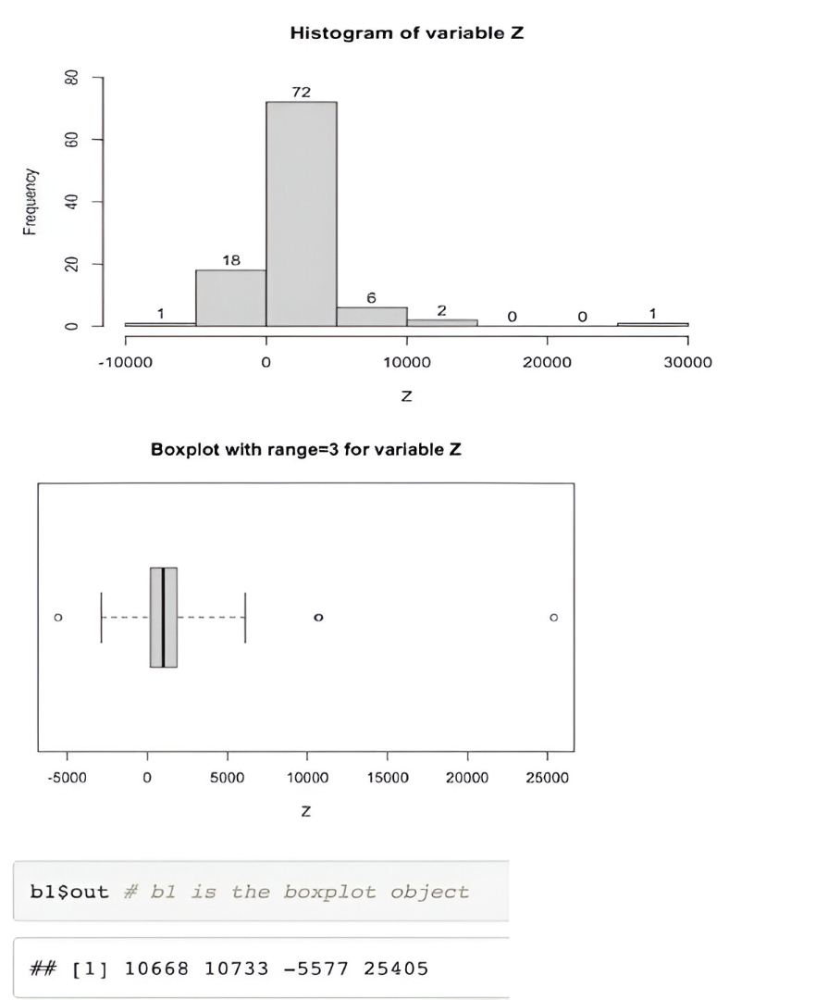 Histogram of variable Z
80
60
40
20
0
Frequency
1
18
72
6
2
0
0
1
-10000 0 10000 20000 30000
Z
Boxplot with range=3 for variable Z
-5000 0 5000 10000 15000 20000 25000
Z
b1$out # b1 is the boxplot object
## [1] 10668 10733 -5577 25405